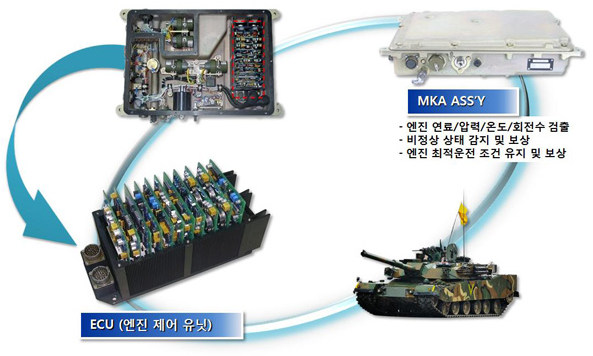 MKA ASS'Y
- 엔진 연료/압력/온도/회전수 검출
- 비정상 상태 감지 및 보상
- 엔진 최적운전 조건 유지 및 보상
ECU (엔진 제어 유닛)